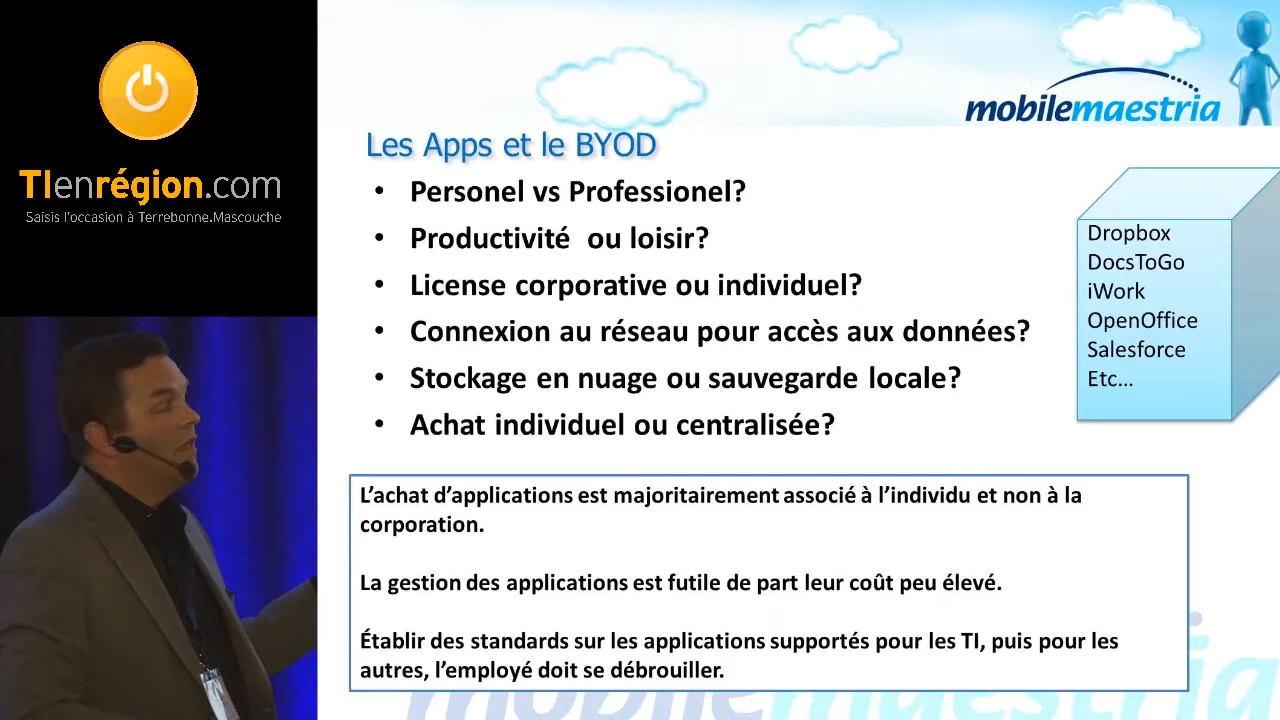 TIenrégion.com
Saisis l'occasion à Terrebonne.Mascouche
mobilemaestria
Les Apps et le BYOD
• Personel vs Professionel?
• Productivité ou loisir?
• License corporative ou individuel?
• Connexion au réseau pour accès aux données?
• Stockage en nuage ou sauvegarde locale?
• Achat individuel ou centralisée?
Dropbox
DocsToGo
iWork
OpenOffice
Salesforce
Etc…
L'achat d'applications est majoritairement associé à l'individu et non à la
corporation.
La gestion des applications est futile de part leur coût peu élevé.
Établir des standards sur les applications supportés pour les TI, puis pour les
autres, l'employé doit se débrouiller.
mobilemaestria